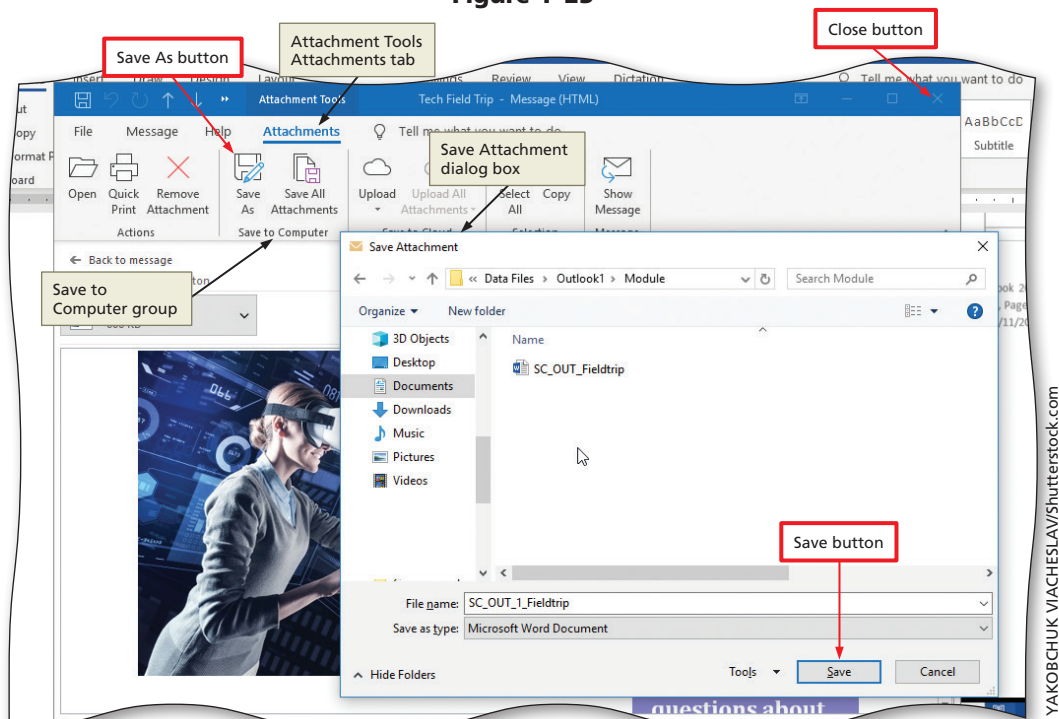 Save As button
Attachment Tools
Attachments tab
Close button
Insert Draw Design Layout Review View Dictation Tell me what you want to do
Attachment Tools Tech Field Trip - Message (HTML)
File Message Help Attachments Tell me what you want to do
AaBbCcD
Subtitle
Save Attachment
dialog box
Open Quick Print Remove Attachment Save As Save All Attachments Upload Upload All Attachments Select All Copy Show Message
Actions Save to Computer Save to Cloud Selection Message
Back to message
Save to
Computer group
Save Attachment
« Data Files › Outlook1 › Module
Search Module
Organize New folder
3D Objects
Desktop
Documents
Downloads
Music
Pictures
Videos
Name
SC_OUT_Fieldtrip
Save button
File name: SC_OUT_1_Fieldtrip
Save as type: Microsoft Word Document
Hide Folders Tools Save Cancel
questions about
YAKOBCHUK VIACHESLAV/Shutterstock.com